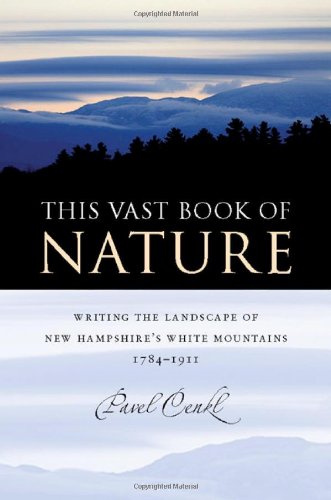 THIS VAST BOOK OF
NATURE
WRITING THE LANDSCAPE OF
NEW HAMPSHIRE'S WHITE MOUNTAINS
1784–1911
Pavel Cenkl